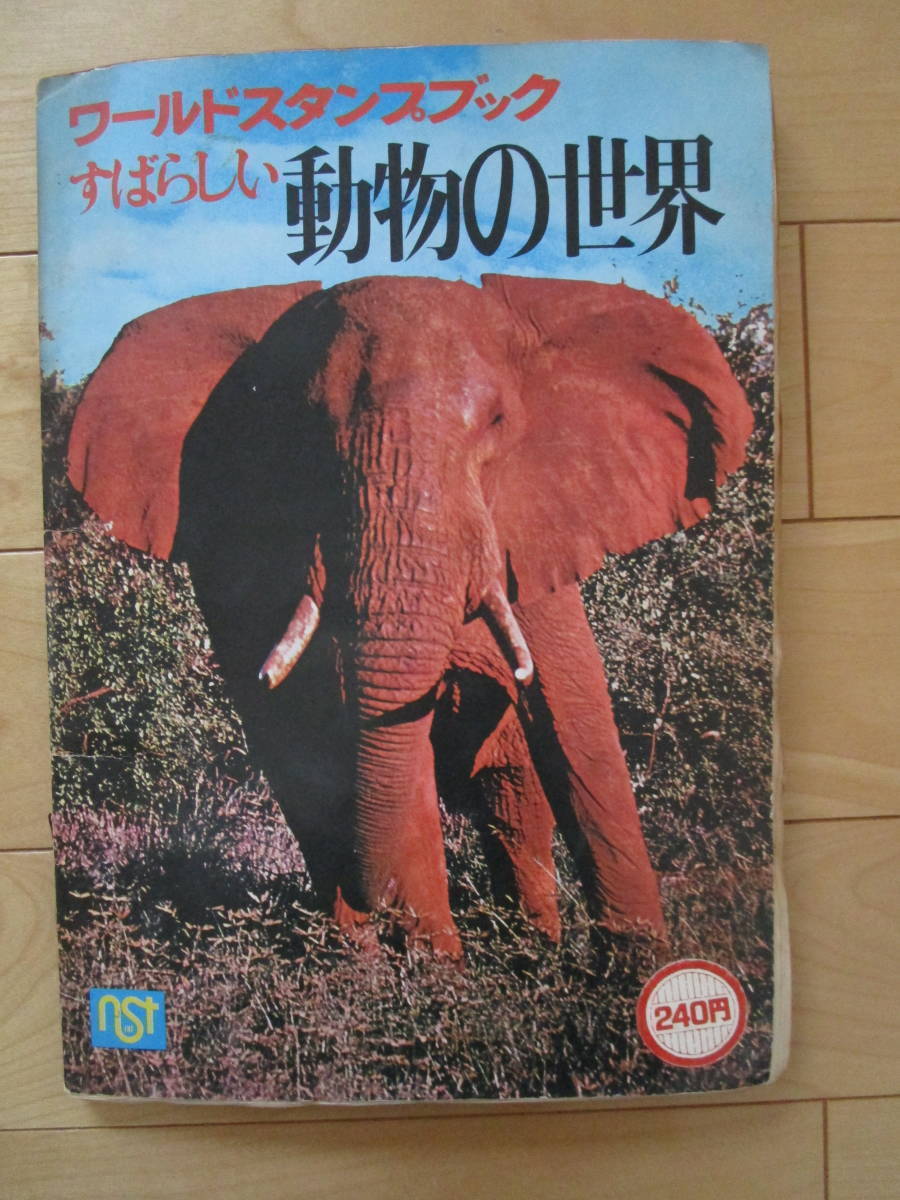 ワールドスタンプブック
すばらしい 動物の世界
nst
240円